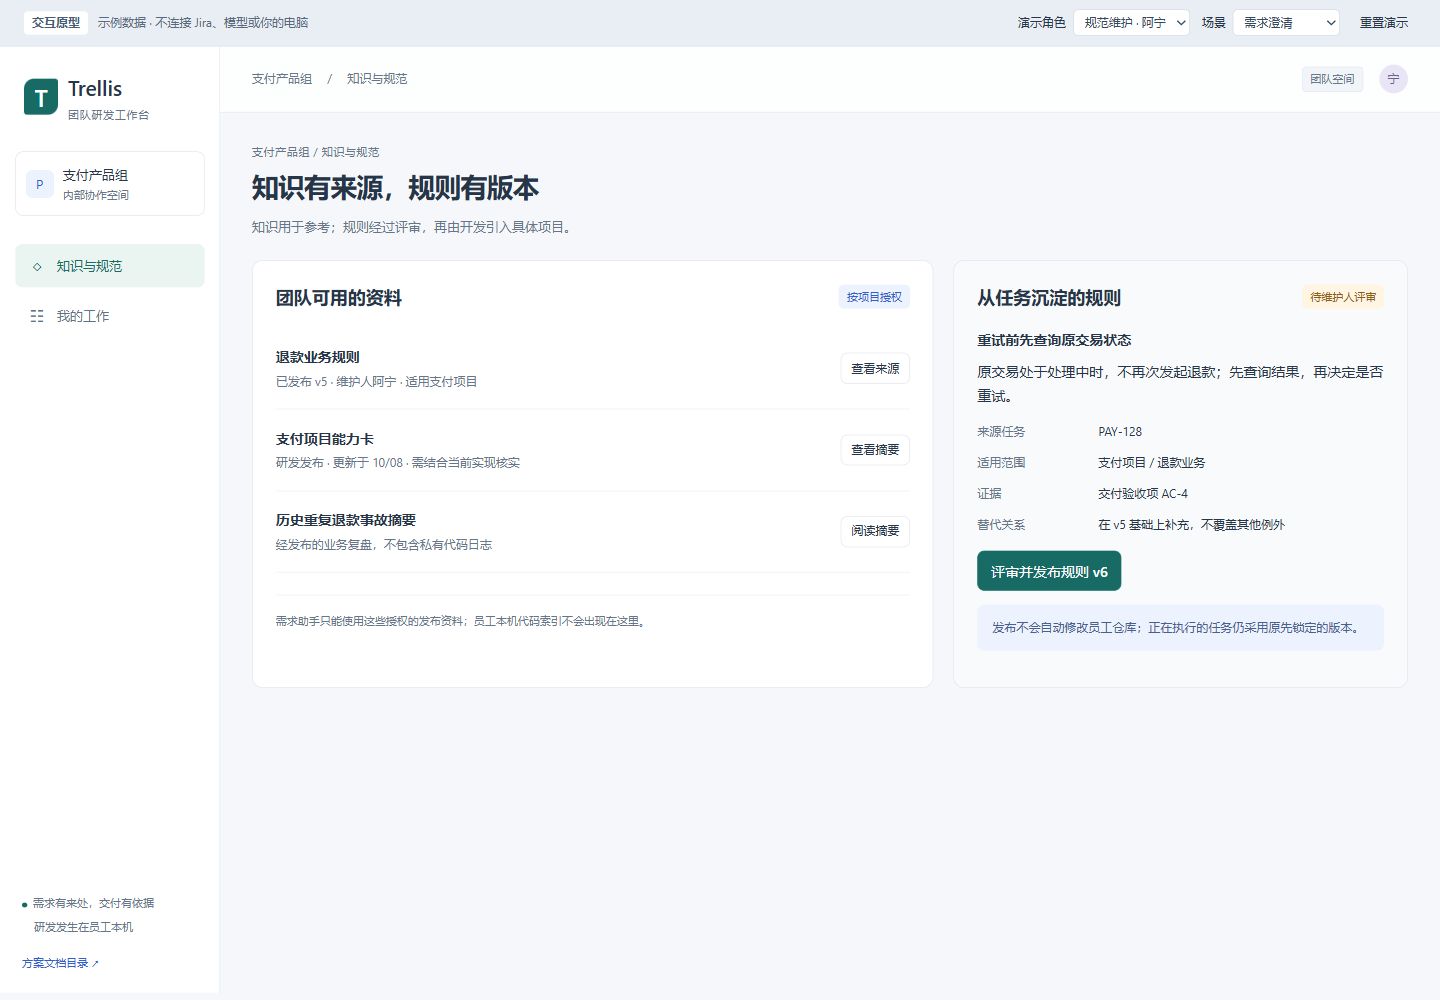 交互原型 示例数据 · 不连接 Jira、模型或你的电脑 演示角色 规范维护 · 阿宁 场景 需求澄清 重置演示
T Trellis
团队研发工作台
P 支付产品组
内部协作空间
知识与规范
我的工作
需求有来处，交付有依据
研发发生在员工本机
方案文档目录 ↗
支付产品组 / 知识与规范 团队空间 宁
支付产品组 / 知识与规范
知识有来源，规则有版本
知识用于参考；规则经过评审，再由开发引入具体项目。
团队可用的资料 按项目授权
退款业务规则
已发布 v5 · 维护人阿宁 · 适用支付项目
查看来源
支付项目能力卡
研发发布 · 更新于 10/08 · 需结合当前实现核实
查看摘要
历史重复退款事故摘要
经发布的业务复盘，不包含私有代码日志
阅读摘要
需求助手只能使用这些授权的发布资料；员工本机代码索引不会出现在这里。
从任务沉淀的规则 待维护人评审
重试前先查询原交易状态
原交易处于处理中时，不再次发起退款；先查询结果，再决定是否
重试。
来源任务 PAY-128
适用范围 支付项目 / 退款业务
证据 交付验收项 AC-4
替代关系 在 v5 基础上补充，不覆盖其他例外
评审并发布规则 v6
发布不会自动修改员工仓库；正在执行的任务仍采用原先锁定的版本。